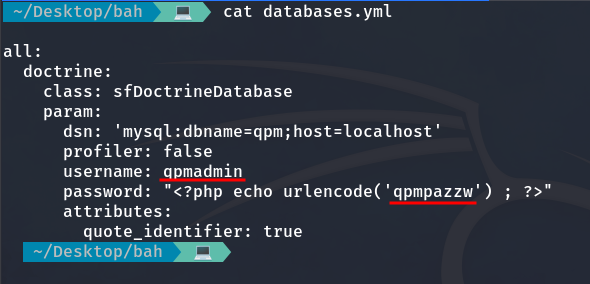 ~/Desktop/bah 💻 cat databases.yml
all:
  doctrine:
    class: sfDoctrineDatabase
    param:
      dsn: 'mysql:dbname=qpm;host=localhost'
      profiler: false
      username: qpmadmin
      password: "<?php echo urlencode('qpmpazzw') ; ?>"
      attributes:
        quote_identifier: true
~/Desktop/bah 💻